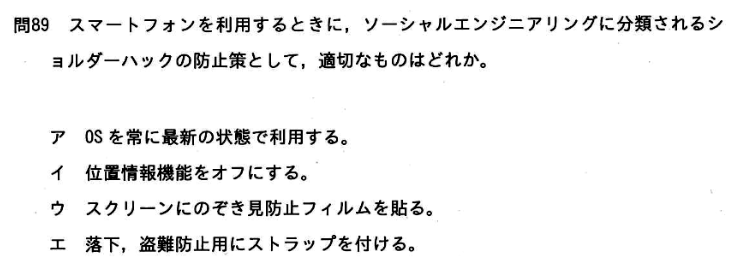 問89 スマートフォンを利用するときに，ソーシャルエンジニアリングに分類されるシ
ョルダーハックの防止策として，適切なものはどれか。
ア OSを常に最新の状態で利用する。
イ 位置情報機能をオフにする。
ウ スクリーンにのぞき見防止フィルムを貼る。
エ 落下，盗難防止用にストラップを付ける。